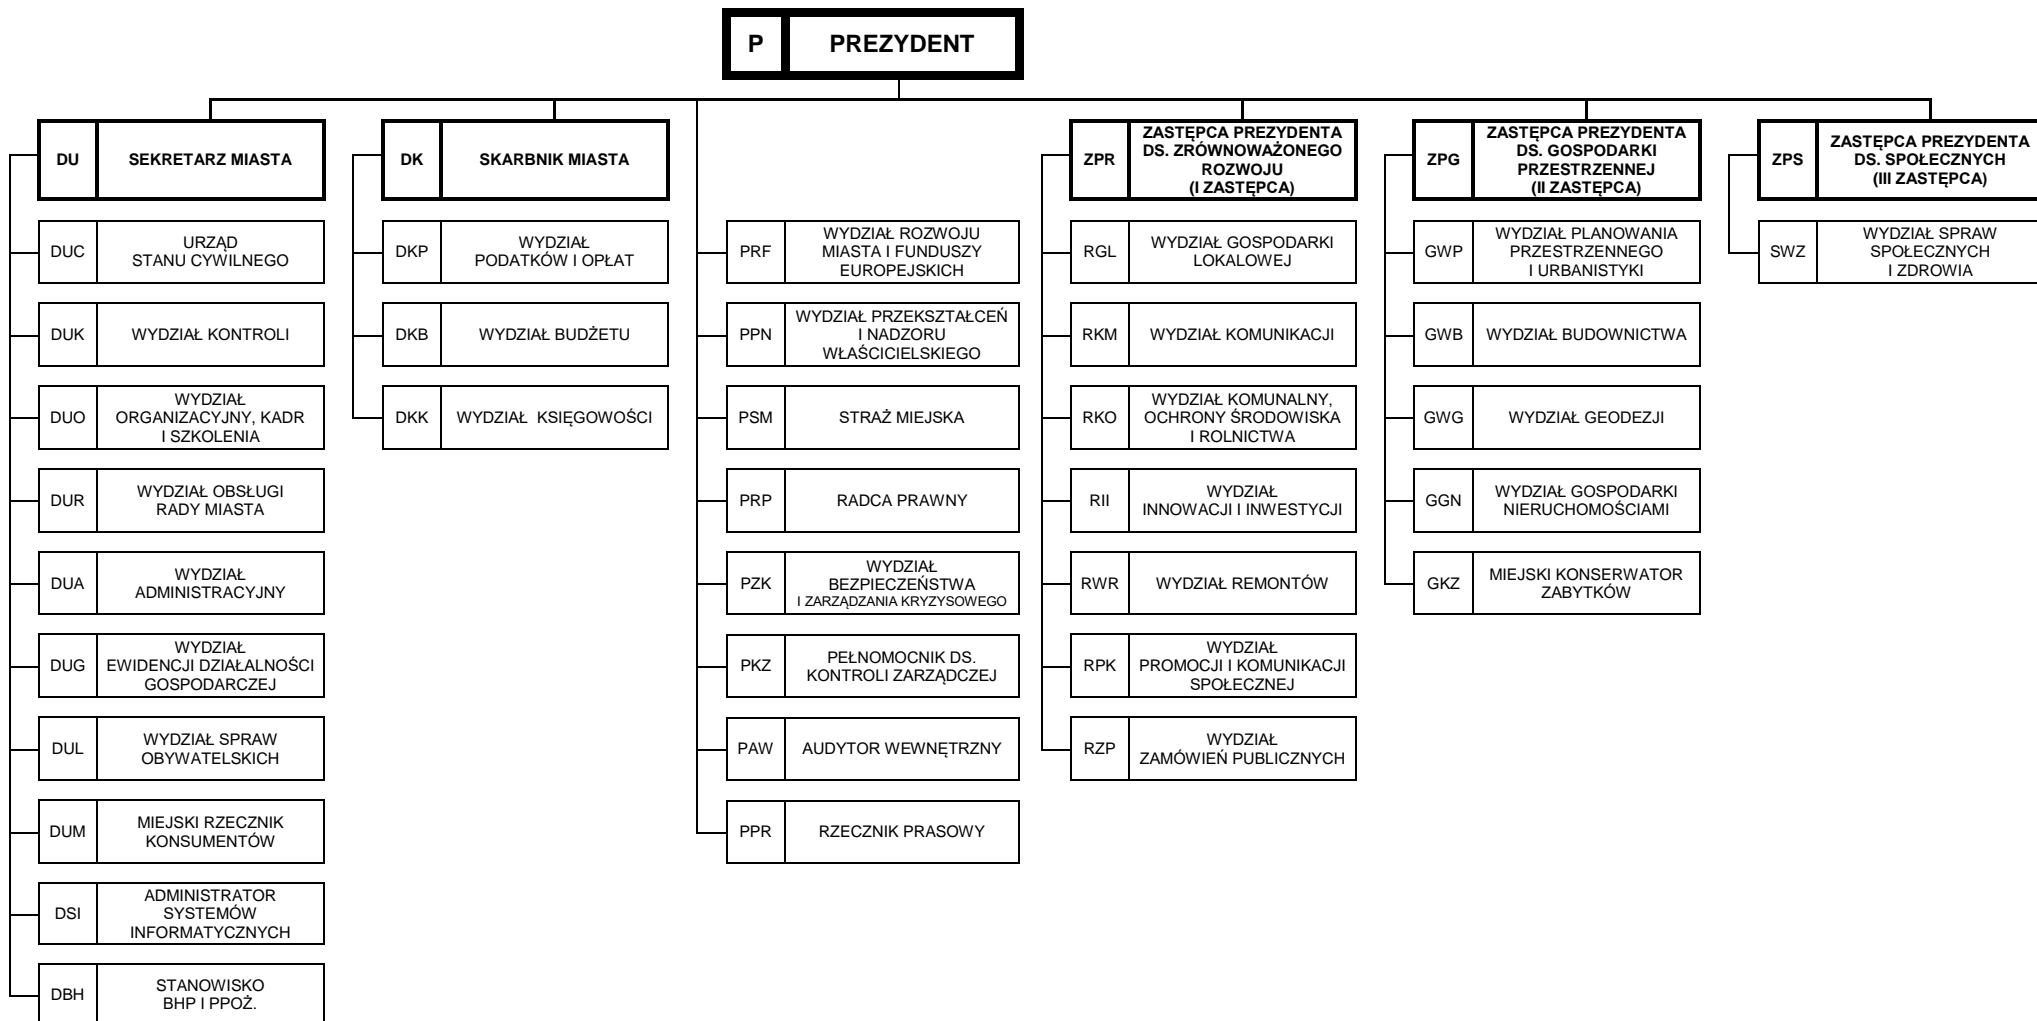 P
PREZYDENT
DU
SEKRETARZ MIASTA
DUC
URZĄD
STANU CYWILNEGO
DUK
WYDZIAŁ KONTROLI
DUO
WYDZIAŁ
ORGANIZACYJNY, KADR
I SZKOLENIA
DUR
WYDZIAŁ OBSŁUGI
RADY MIASTA
DUA
WYDZIAŁ
ADMINISTRACYJNY
DUG
WYDZIAŁ
EWIDENCJI DZIAŁALNOŚCI
GOSPODARCZEJ
DUL
WYDZIAŁ SPRAW
OBYWATELSKICH
DUM
MIEJSKI RZECZNIK
KONSUMENTÓW
DSI
ADMINISTRATOR
SYSTEMÓW
INFORMATYCZNYCH
DBH
STANOWISKO
BHP I PPOŻ.
DK
SKARBNIK MIASTA
DKP
WYDZIAŁ
PODATKÓW I OPŁAT
DKB
WYDZIAŁ BUDŻETU
DKK
WYDZIAŁ KSIĘGOWOŚCI
PRF
WYDZIAŁ ROZWOJU
MIASTA I FUNDUSZY
EUROPEJSKICH
PPN
WYDZIAŁ PRZEKSZTAŁCEŃ
I NADZORU
WŁAŚCICIELSKIEGO
PSM
STRAŻ MIEJSKA
PRP
RADCA PRAWNY
PZK
WYDZIAŁ
BEZPIECZEŃSTWA
I ZARZĄDZANIA KRYZYSOWEGO
PKZ
PEŁNOMOCNIK DS.
KONTROLI ZARZĄDCZEJ
PAW
AUDYTOR WEWNĘTRZNY
PPR
RZECZNIK PRASOWY
ZPR
ZASTĘPCA PREZYDENTA
DS. ZRÓWNOWAŻONEGO
ROZWOJU
(I ZASTĘPCA)
RGL
WYDZIAŁ GOSPODARKI
LOKALOWEJ
RKM
WYDZIAŁ KOMUNIKACJI
RKO
WYDZIAŁ KOMUNALNY,
OCHRONY ŚRODOWISKA
I ROLNICTWA
RII
WYDZIAŁ
INNOWACJI I INWESTYCJI
RWR
WYDZIAŁ REMONTÓW
RPK
WYDZIAŁ
PROMOCJI I KOMUNIKACJI
SPOŁECZNEJ
RZP
WYDZIAŁ
ZAMÓWIEŃ PUBLICZNYCH
ZPG
ZASTĘPCA PREZYDENTA
DS. GOSPODARKI
PRZESTRZENNEJ
(II ZASTĘPCA)
GWP
WYDZIAŁ PLANOWANIA
PRZESTRZENNEGO
I URBANISTYKI
GWB
WYDZIAŁ BUDOWNICTWA
GWG
WYDZIAŁ GEODEZJI
GGN
WYDZIAŁ GOSPODARKI
NIERUCHOMOŚCIAMI
GKZ
MIEJSKI KONSERWATOR
ZABYTKÓW
ZPS
ZASTĘPCA PREZYDENTA
DS. SPOŁECZNYCH
(III ZASTĘPCA)
SWZ
WYDZIAŁ SPRAW
SPOŁECZNYCH
I ZDROWIA